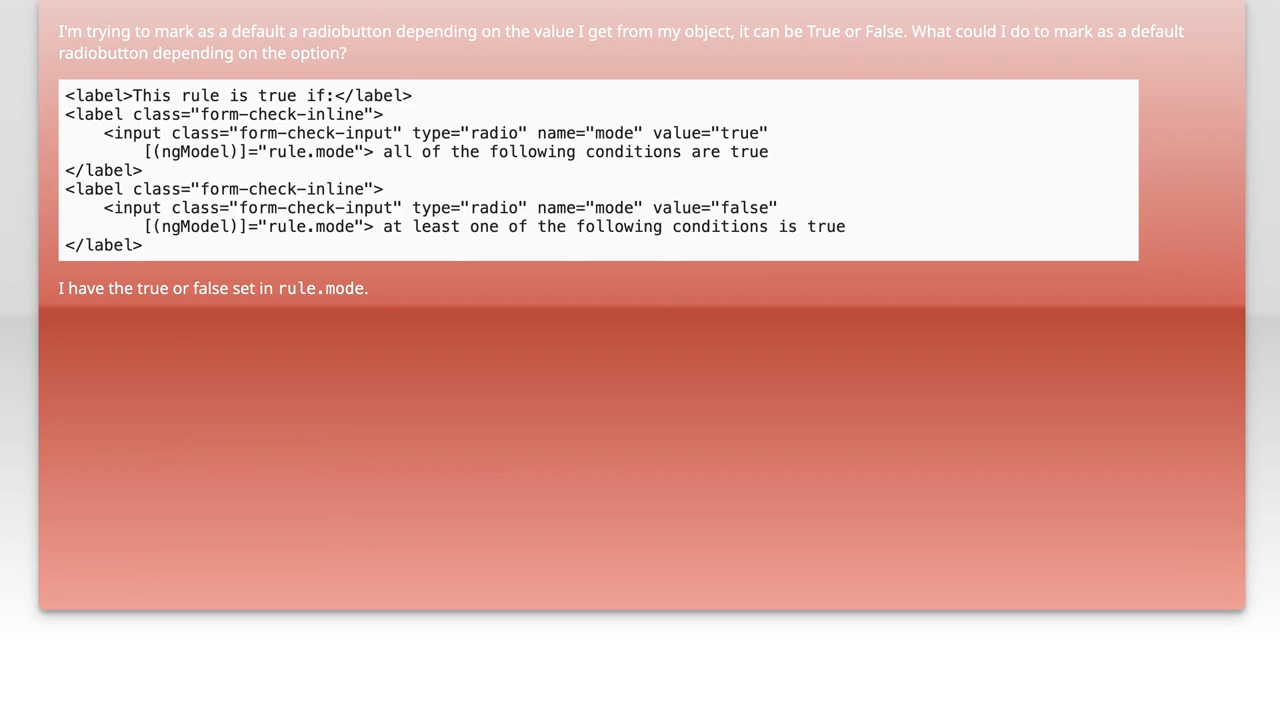 I'm trying to mark as a default a radiobutton depending on the value I get from my object, it can be True or False. What could I do to mark as a default
radiobutton depending on the option?
<label>This rule is true if:</label>
<label class="form-check-inline">
    <input class="form-check-input" type="radio" name="mode" value="true"
        [(ngModel)]="rule.mode"> all of the following conditions are true
</label>
<label class="form-check-inline">
    <input class="form-check-input" type="radio" name="mode" value="false"
        [(ngModel)]="rule.mode"> at least one of the following conditions is true
</label>
I have the true or false set in rule.mode.